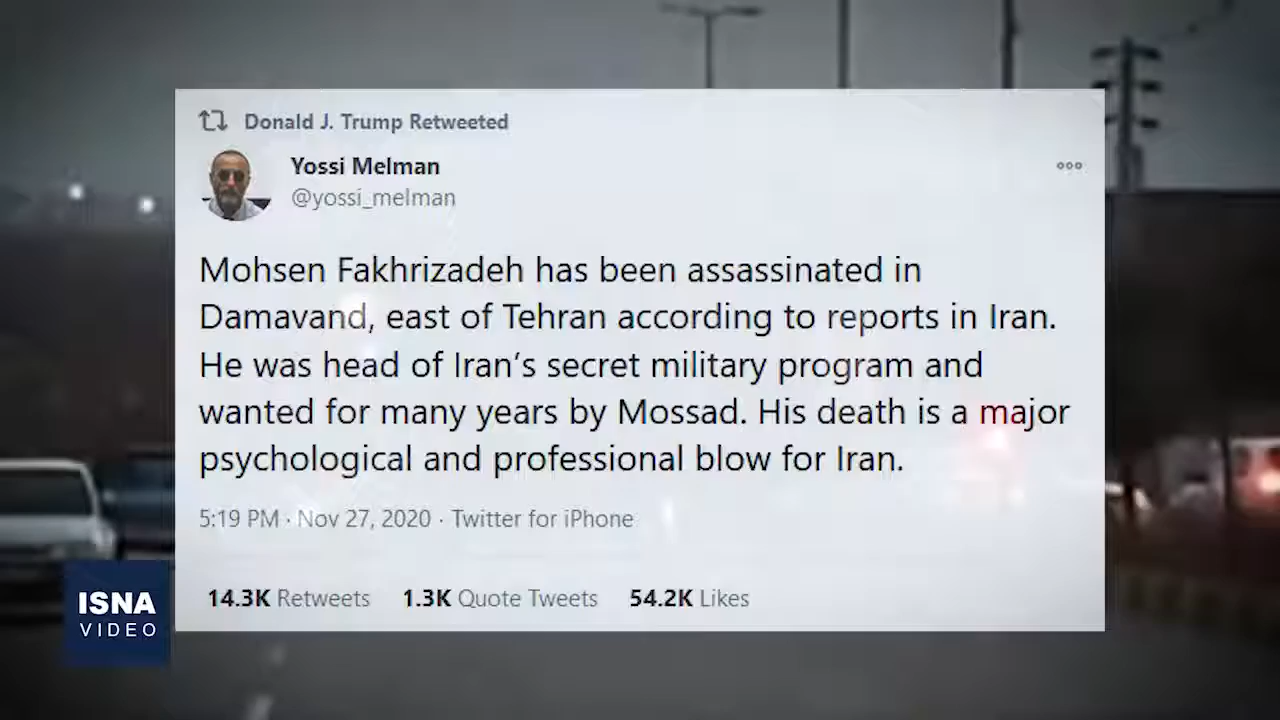 Donald J. Trump Retweeted
Yossi Melman
@yossi_melman
Mohsen Fakhrizadeh has been assassinated in
Damavand, east of Tehran according to reports in Iran.
He was head of Iran’s secret military program and
wanted for many years by Mossad. His death is a major
psychological and professional blow for Iran.
5:19 PM · Nov 27, 2020 · Twitter for iPhone
14.3K Retweets 1.3K Quote Tweets 54.2K Likes
ISNA
VIDEO